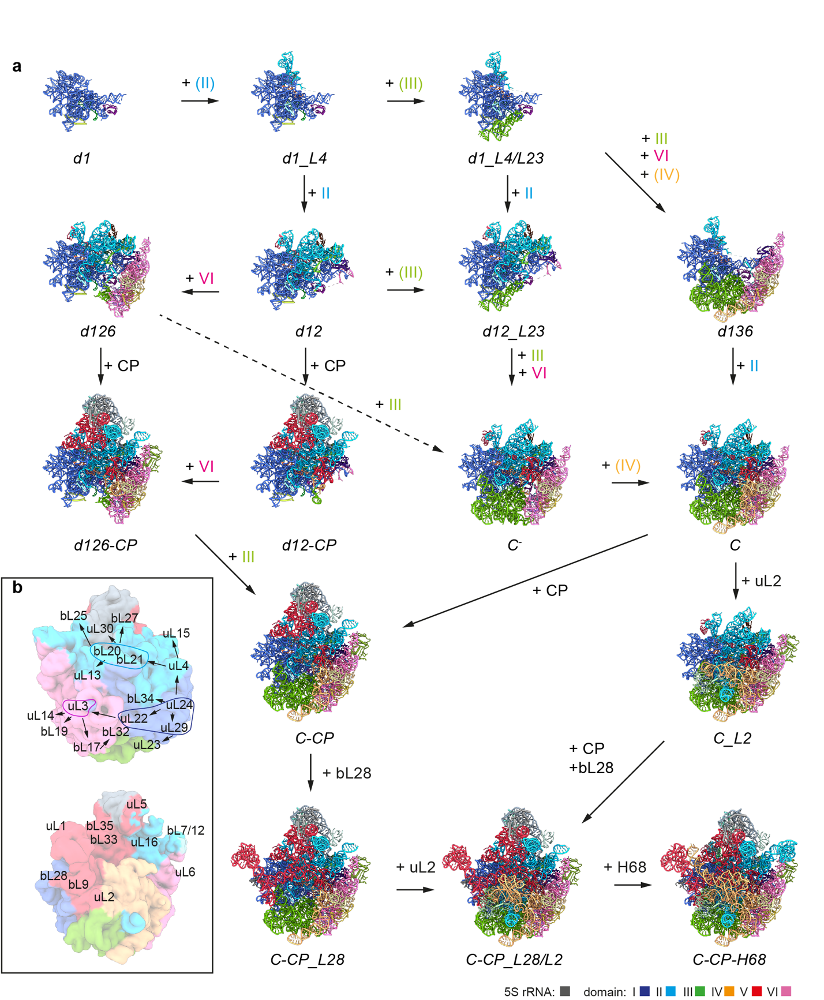 a
+ (II)
+ (III)
d1
d1_L4
d1_L4/L23
+ III
+ VI
+ (IV)
+ II
+ II
+ VI
+ (III)
d126
d12
d12_L23
d136
+ CP
+ CP
+ III
+ VI
+ II
+ III
+ VI
+ (IV)
d126-CP
d12-CP
C-
C
+ III
+ CP
+ uL2
b
bL25
bL27
uL30
uL15
bL20
bL21
uL13
uL4
bL34
uL24
uL3
uL14
uL22
bL19
bL32
uL29
bL17
uL23
C-CP
C_L2
+ bL28
+ CP
+bL28
uL5
uL1
bL35
bL7/12
bL33
uL16
bL28
uL6
bL9
uL2
+ uL2
+ H68
C-CP_L28
C-CP_L28/L2
C-CP-H68
5S rRNA: domain: I II III IV V VI